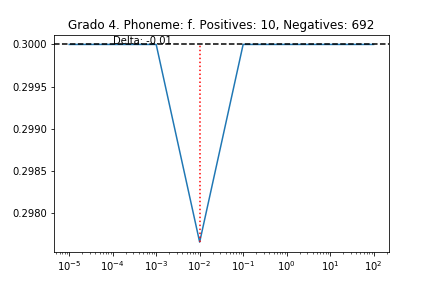 Grado 4. Phoneme: f. Positives: 10, Negatives: 692
Delta: -0.01
0.3000
0.2995
0.2990
0.2985
0.2980
10⁻⁵ 10⁻⁴ 10⁻³ 10⁻² 10⁻¹ 10⁰ 10¹ 10²